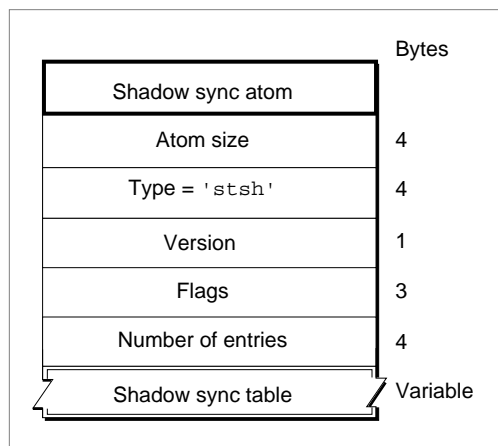 Bytes
Shadow sync atom
Atom size 4
Type = 'stsh' 4
Version 1
Flags 3
Number of entries 4
Shadow sync table Variable